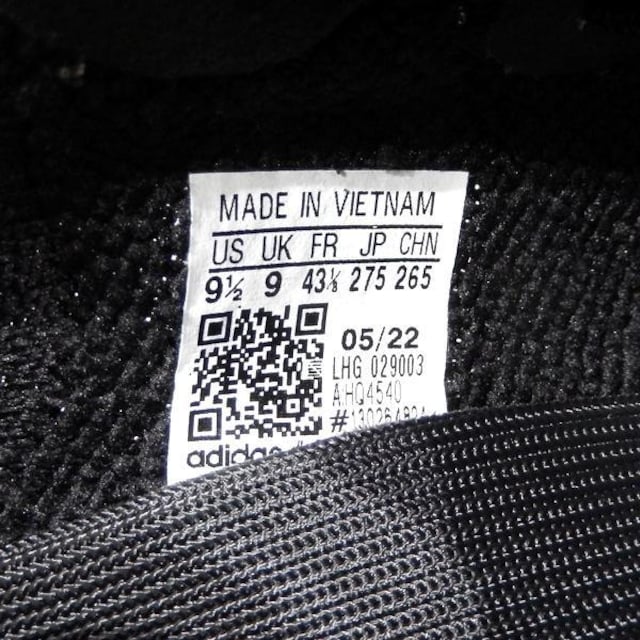 MADE IN VIETNAM
US UK FR JP CHN
9½ 9 43⅓ 275 265
05/22
LHG 029003
A.HQ4540
#
adidas